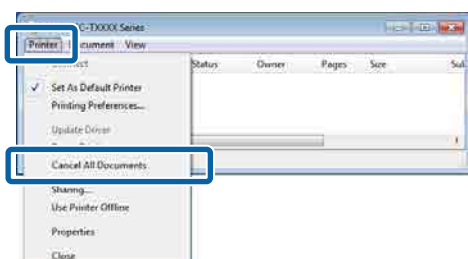 C-TXXXX Series
Printer Document View
Status Owner Pages Size Sul
Set As Default Printer
Printing Preferences...
Update Driver
Cancel All Documents
Sharing...
Use Printer Offline
Properties
Close